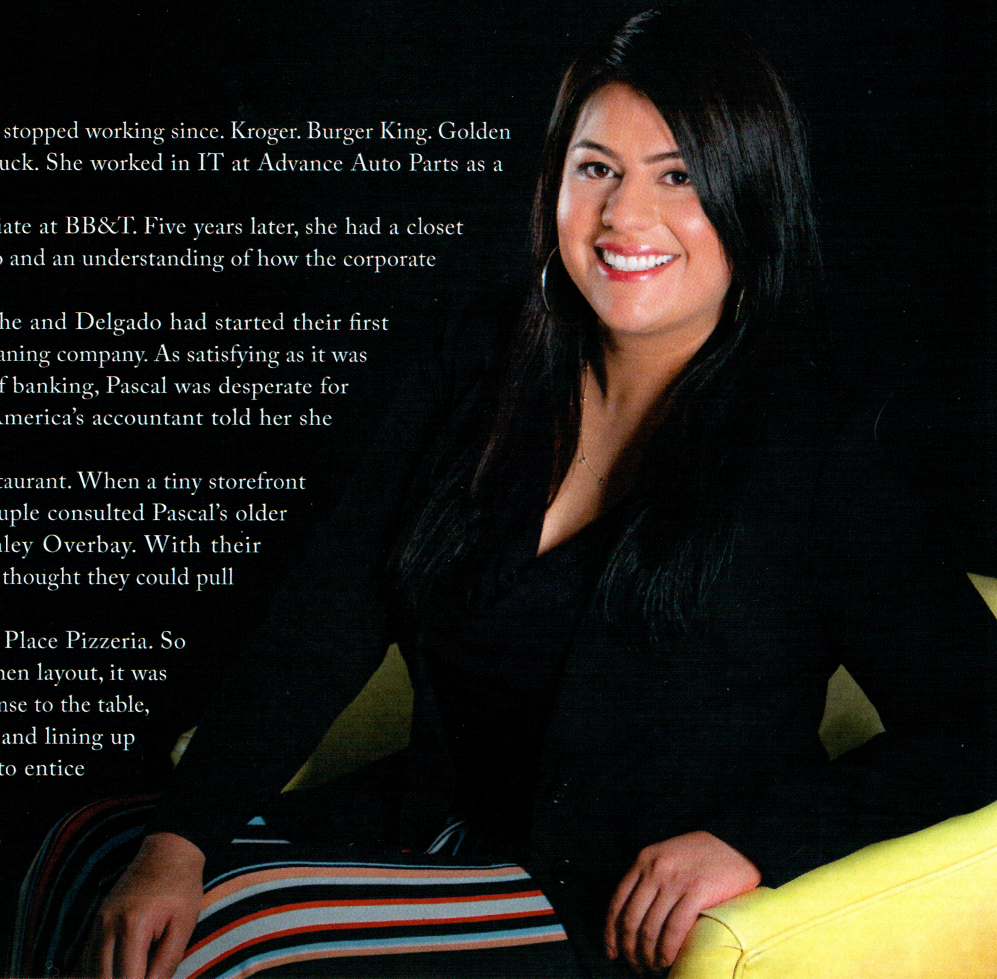 stopped working since. Kroger. Burger King. Golden
uck. She worked in IT at Advance Auto Parts as a
iate at BB&T. Five years later, she had a closet
o and an understanding of how the corporate
he and Delgado had started their first
aning company. As satisfying as it was
f banking, Pascal was desperate for
America's accountant told her she
taurant. When a tiny storefront
uple consulted Pascal's older
ley Overbay. With their
thought they could pull
Place Pizzeria. So
hen layout, it was
nse to the table,
and lining up
to entice